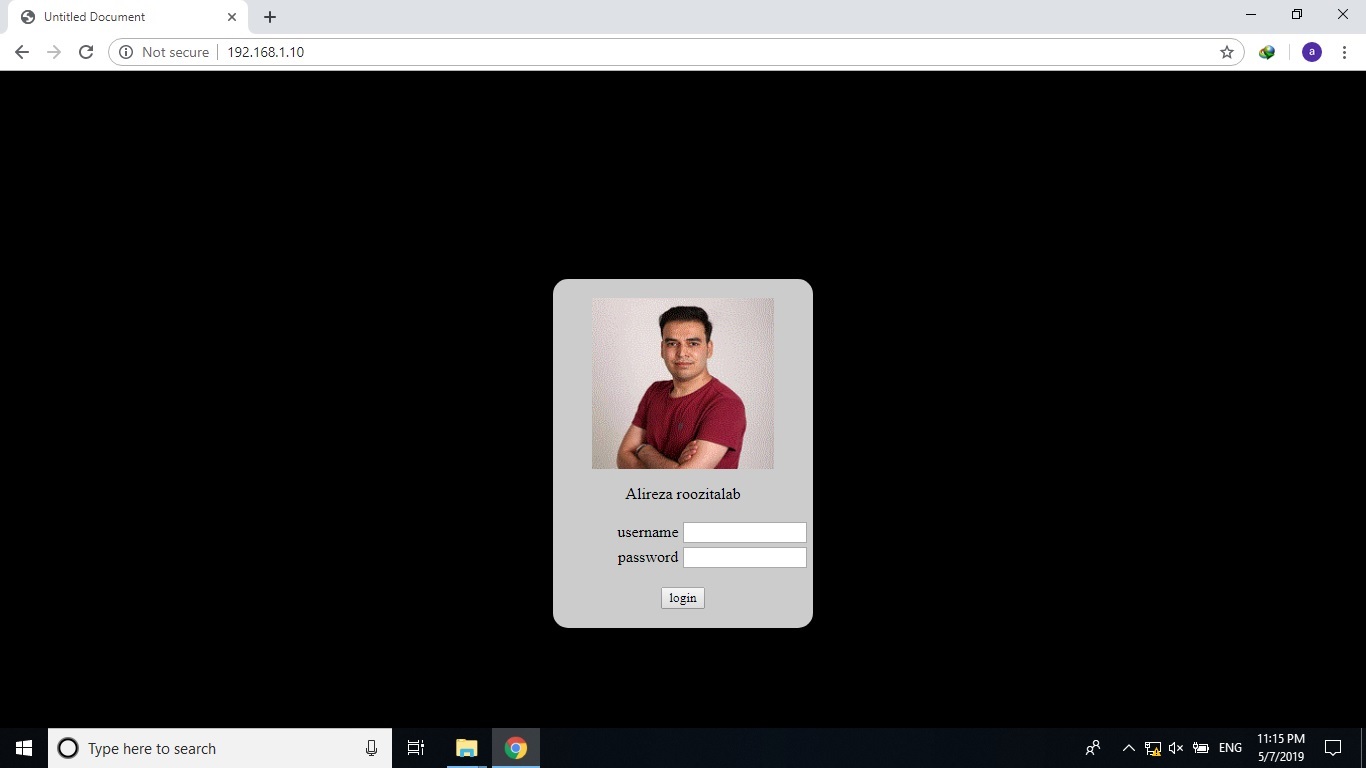 Untitled Document
Not secure 192.168.1.10
a
Alireza roozitalab
username
password
login
Type here to search
ENG
11:15 PM
5/7/2019